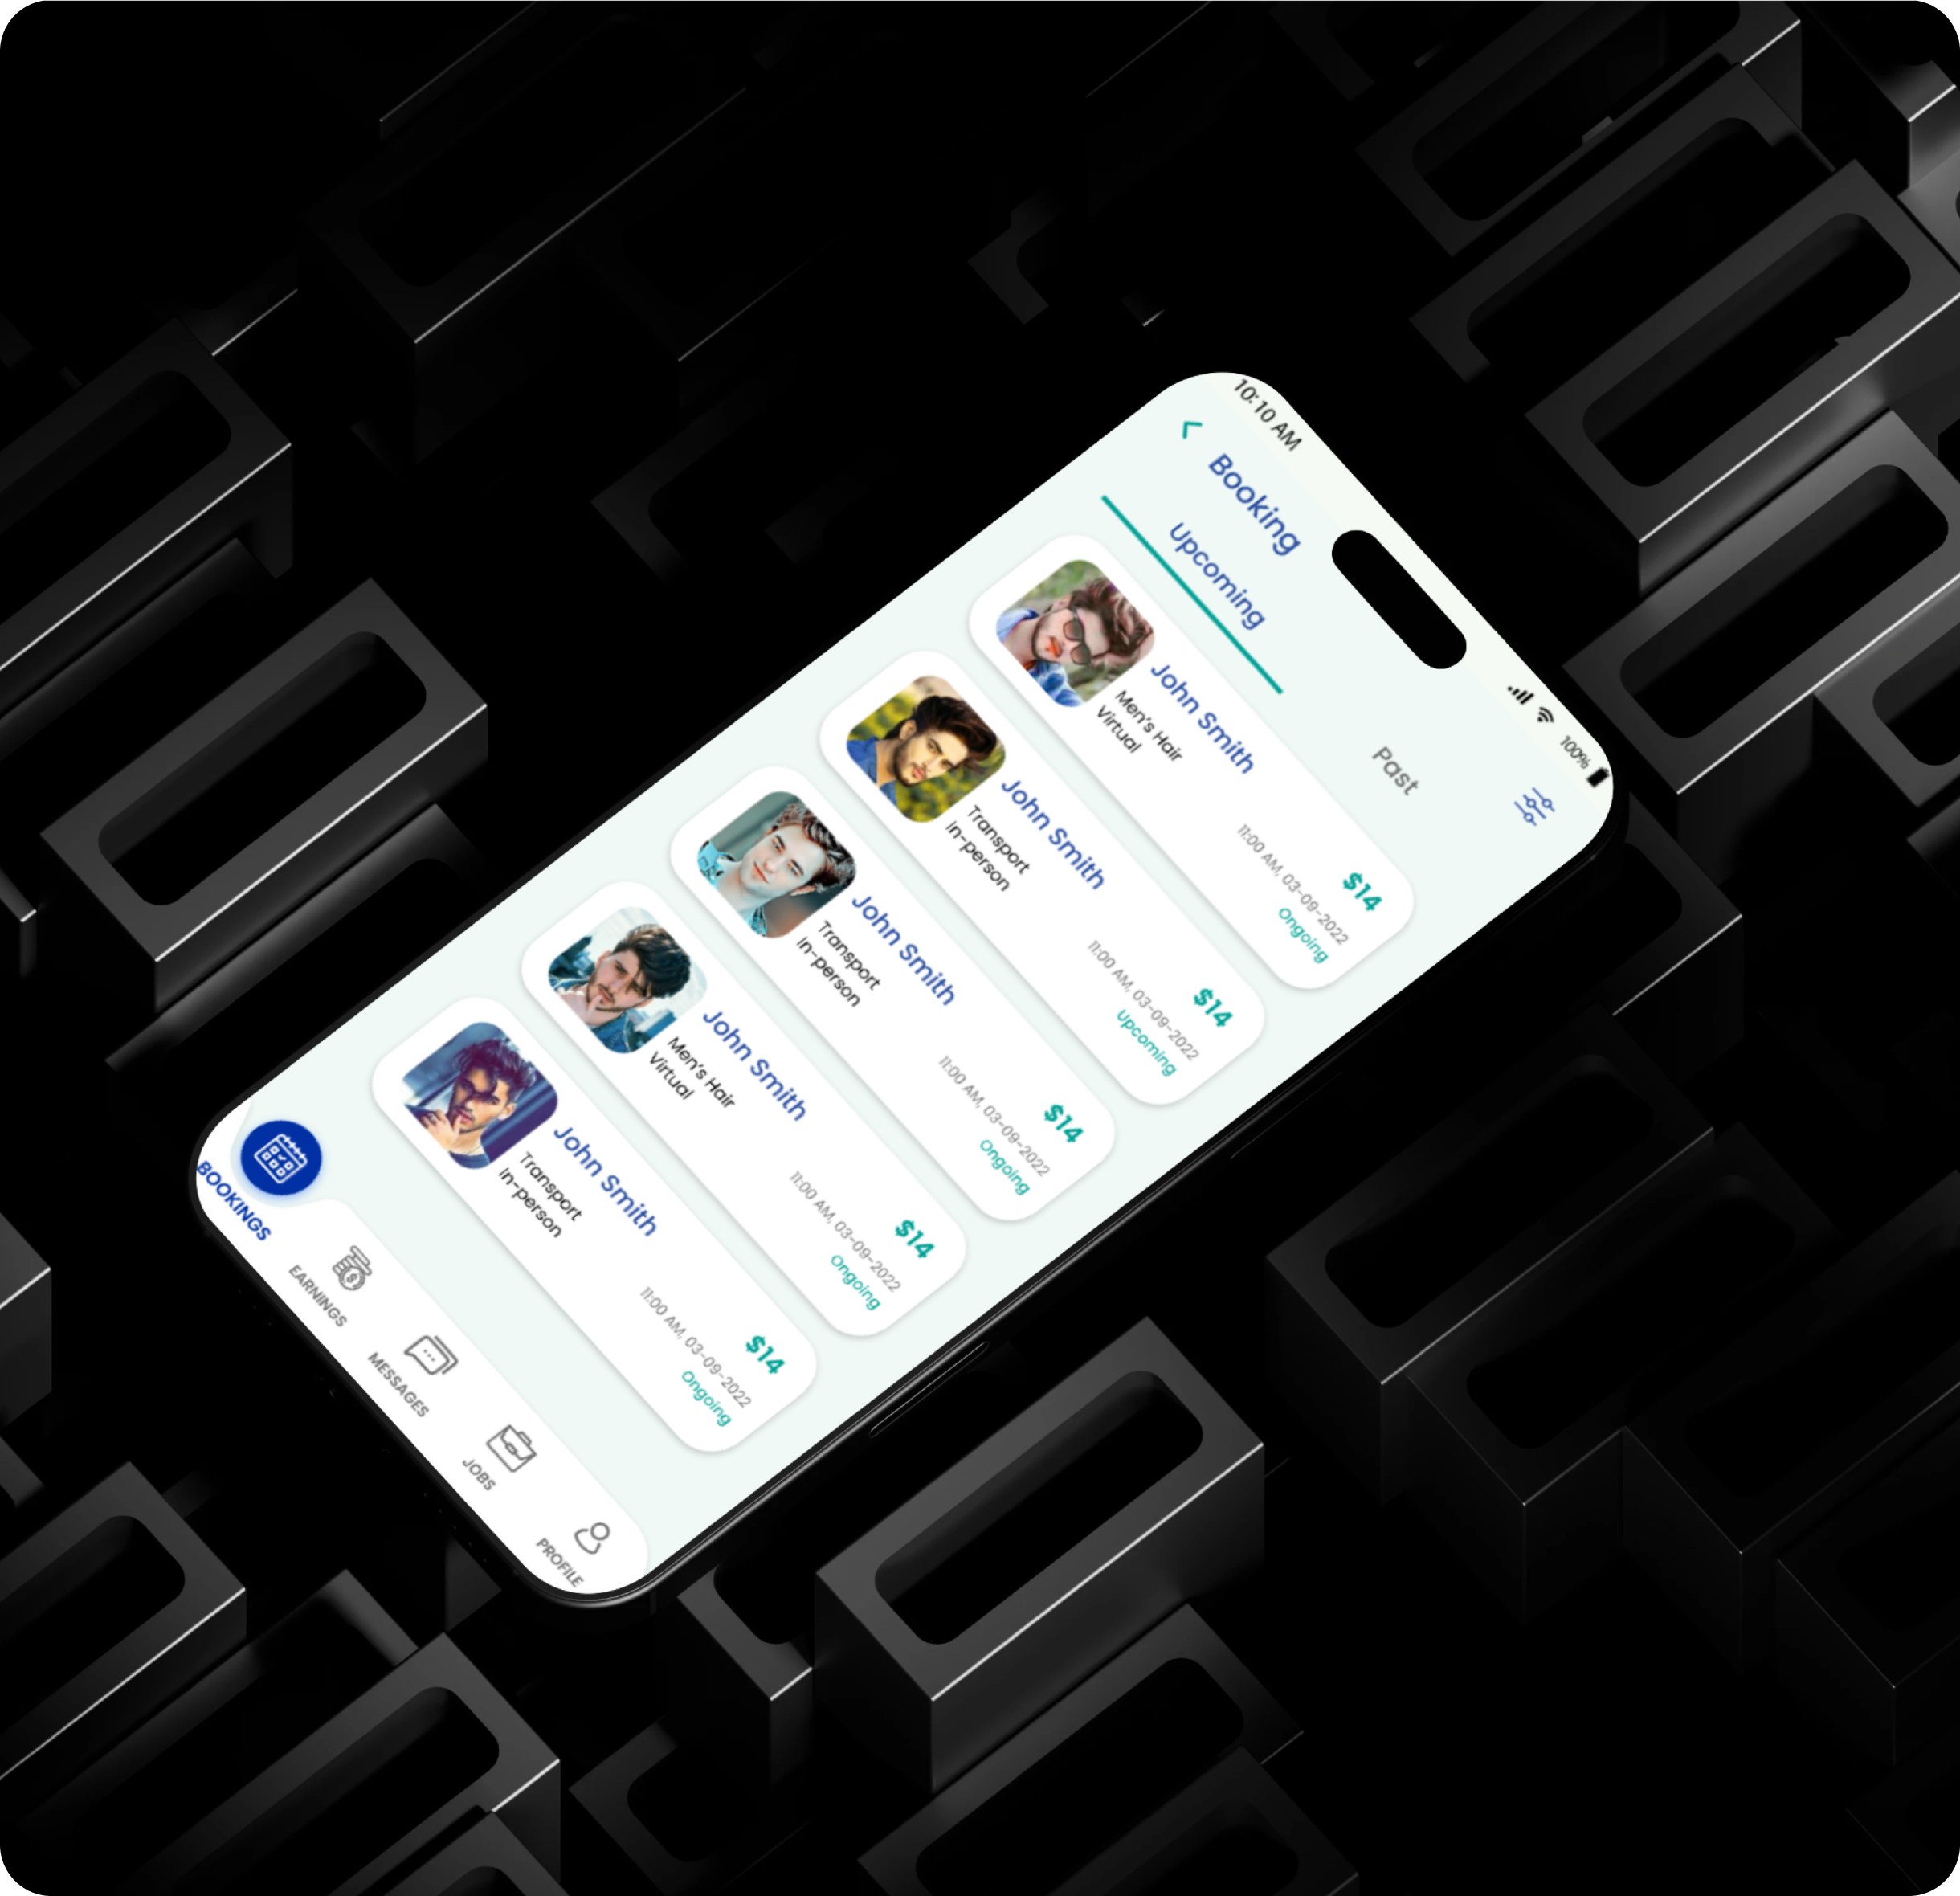 10:10 AM
100%
Booking
Upcoming
Past
John Smith
Men's Hair
Virtual
$14
11:00 AM, 03-09-2022
Ongoing
John Smith
Transport
In-person
$14
11:00 AM, 03-09-2022
Upcoming
John Smith
Transport
In-person
$14
11:00 AM, 03-09-2022
Ongoing
John Smith
Men's Hair
Virtual
$14
11:00 AM, 03-09-2022
Ongoing
John Smith
Transport
In-person
$14
11:00 AM, 03-09-2022
Ongoing
BOOKINGS
EARNINGS
MESSAGES
JOBS
PROFILE